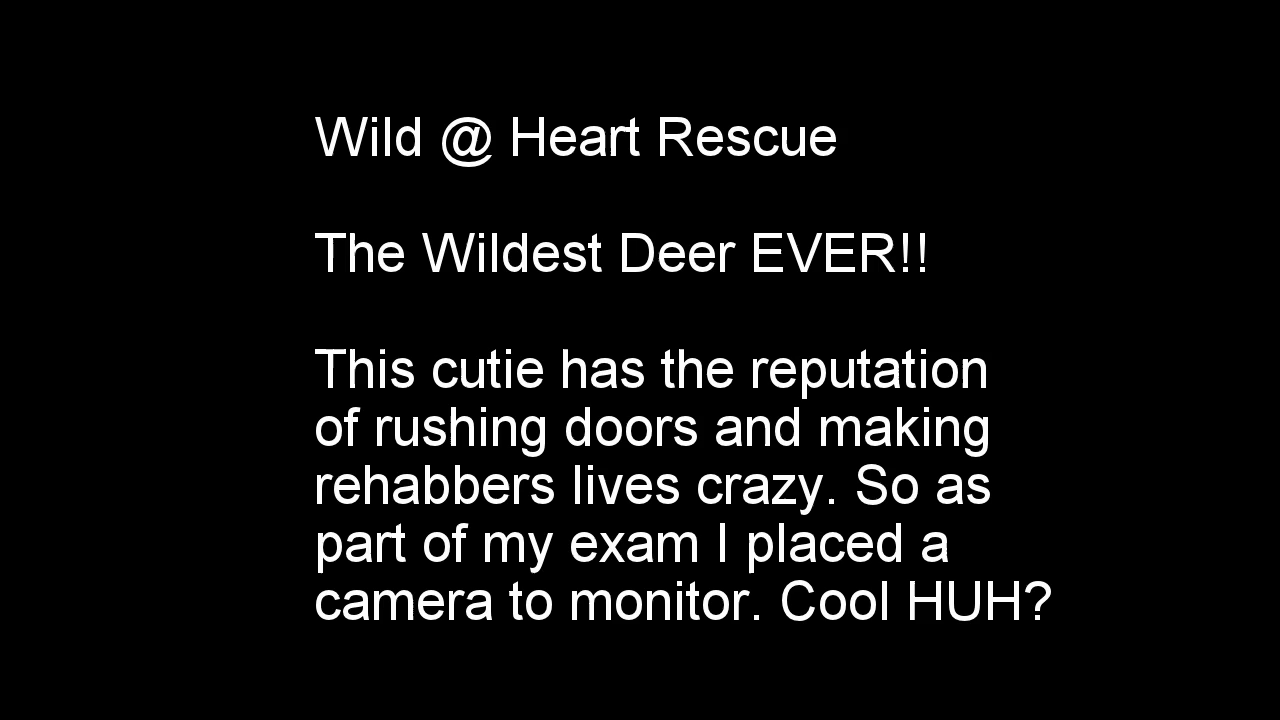 Wild @ Heart Rescue
The Wildest Deer EVER!!
This cutie has the reputation
of rushing doors and making
rehabbers lives crazy. So as
part of my exam I placed a
camera to monitor. Cool HUH?